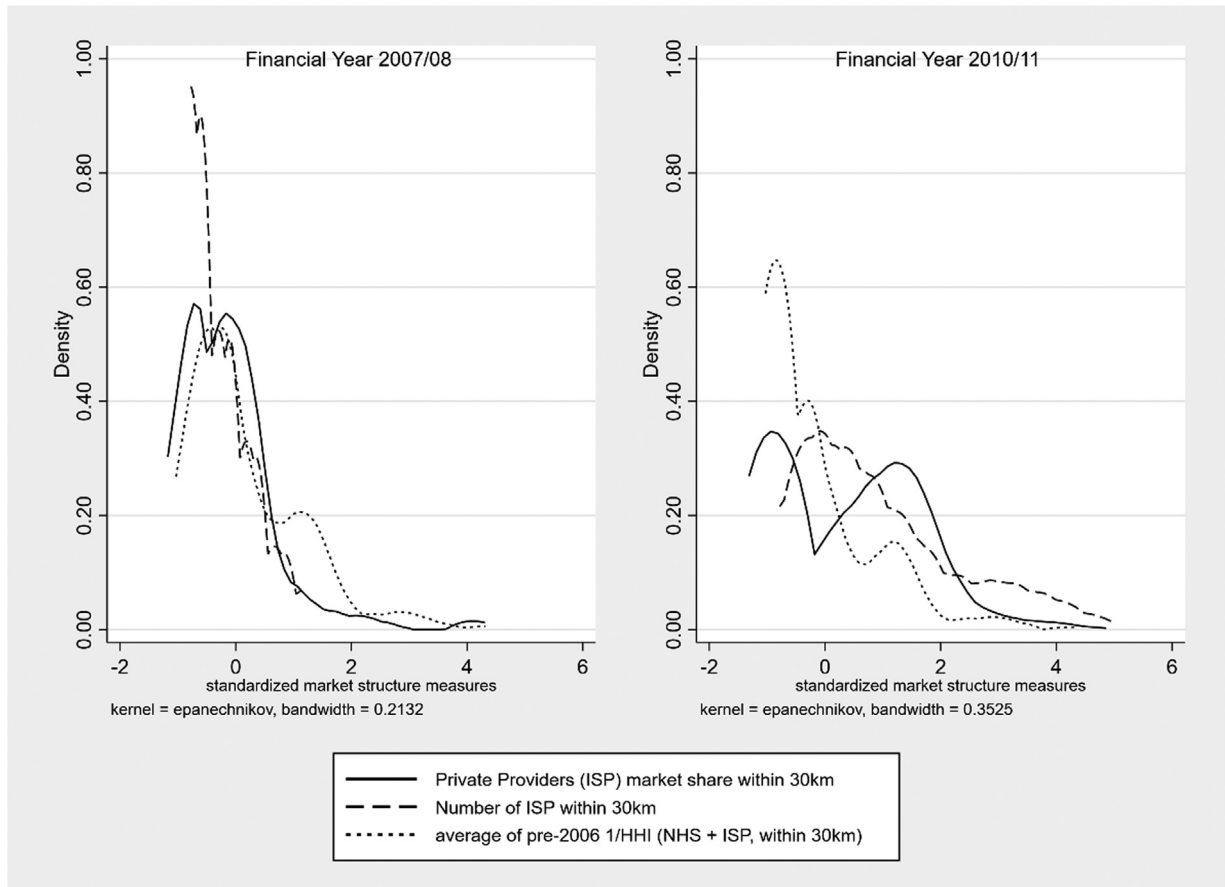 Financial Year 2007/08
1.00
0.80
0.60
0.40
0.20
0.00
Density
-2 0 2 4 6
standardized market structure measures
kernel = epanechnikov, bandwidth = 0.2132
Financial Year 2010/11
1.00
0.80
0.60
0.40
0.20
0.00
Density
-2 0 2 4 6
standardized market structure measures
kernel = epanechnikov, bandwidth = 0.3525
Private Providers (ISP) market share within 30km
Number of ISP within 30km
average of pre-2006 1/HHI (NHS + ISP, within 30km)